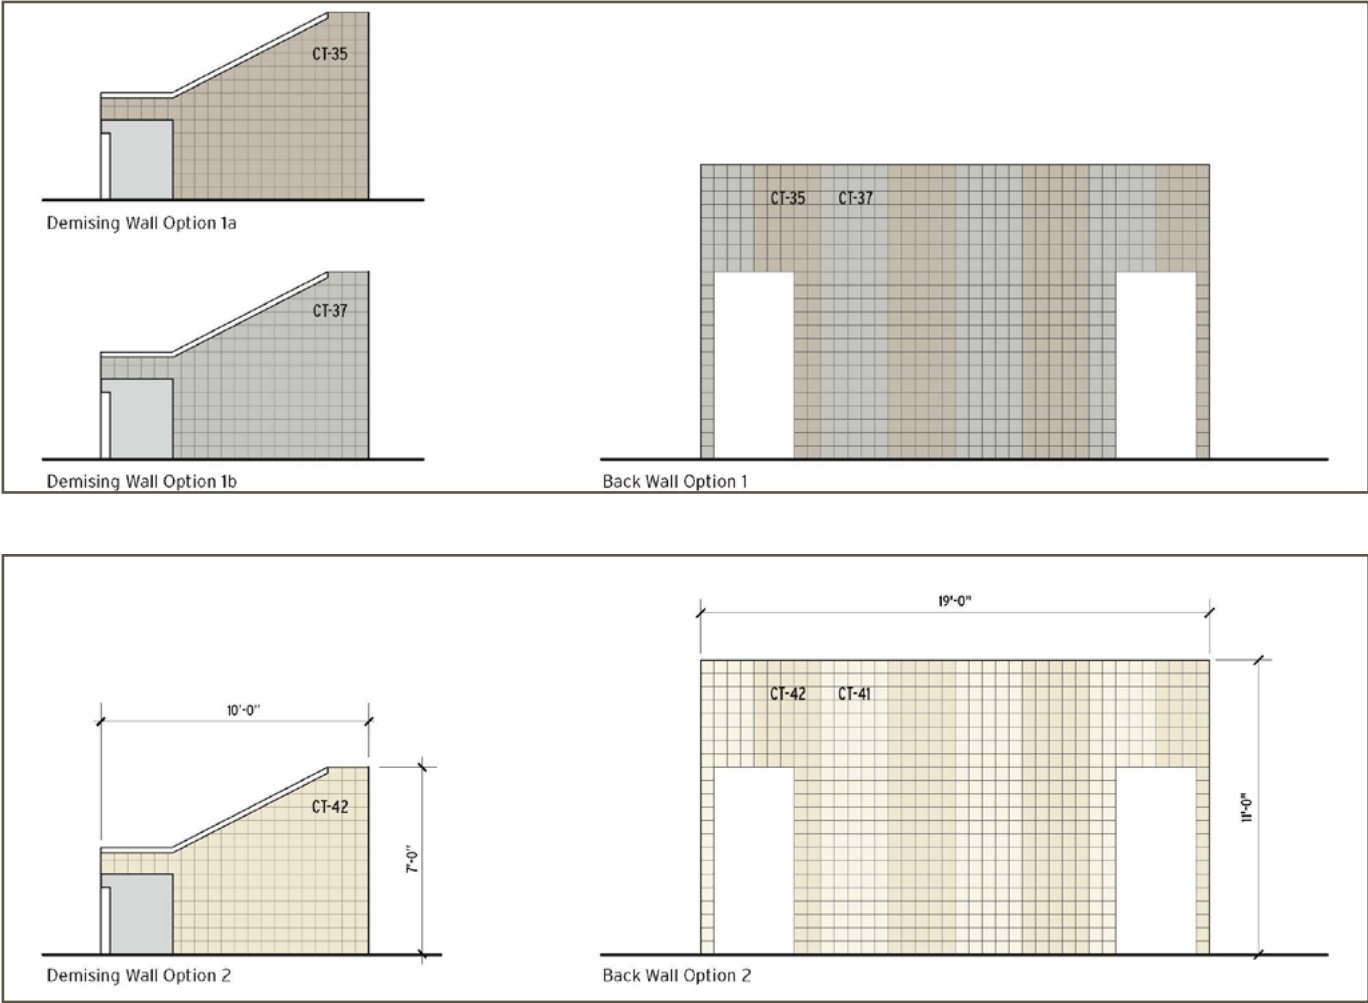 CT-35
Demising Wall Option 1a
CT-37
Demising Wall Option 1b
CT-35 CT-37
Back Wall Option 1
10'-0"
CT-42
7'-0"
Demising Wall Option 2
19'-0"
CT-42 CT-41
11'-0"
Back Wall Option 2